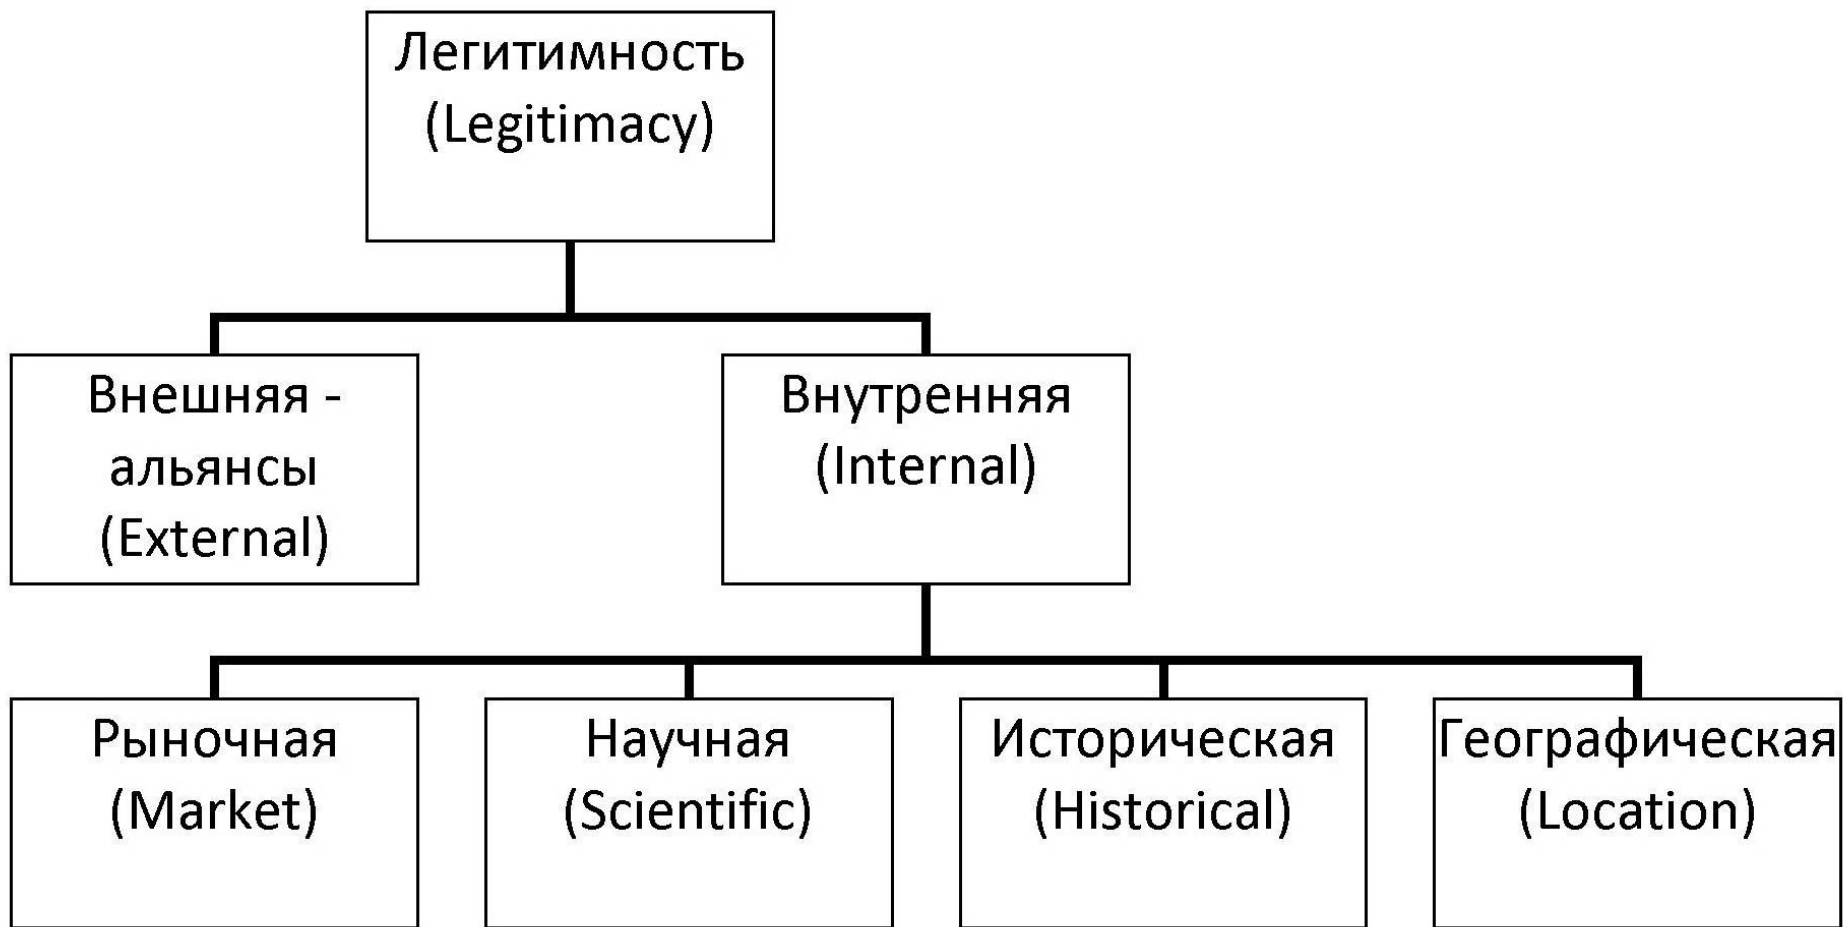 Легитимность
(Legitimacy)
Внешняя -
альянсы
(External)
Внутренняя
(Internal)
Рыночная
(Market)
Научная
(Scientific)
Историческая
(Historical)
Географическая
(Location)